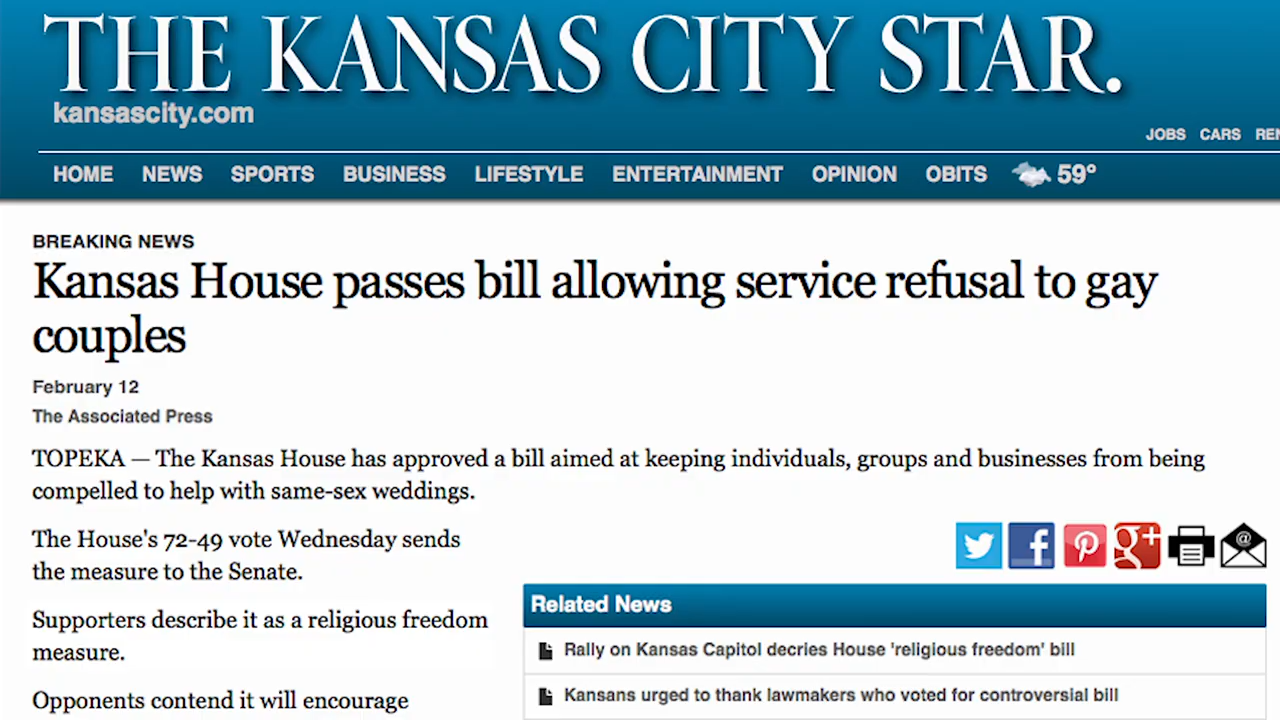 THE KANSAS CITY STAR.
kansascity.com
JOBS CARS
HOME NEWS SPORTS BUSINESS LIFESTYLE ENTERTAINMENT OPINION OBITS 59°
BREAKING NEWS
Kansas House passes bill allowing service refusal to gay
couples
February 12
The Associated Press
TOPEKA — The Kansas House has approved a bill aimed at keeping individuals, groups and businesses from being
compelled to help with same-sex weddings.
The House's 72-49 vote Wednesday sends
the measure to the Senate.
Supporters describe it as a religious freedom
measure.
Opponents contend it will encourage
Related News
Rally on Kansas Capitol decries House 'religious freedom' bill
Kansans urged to thank lawmakers who voted for controversial bill